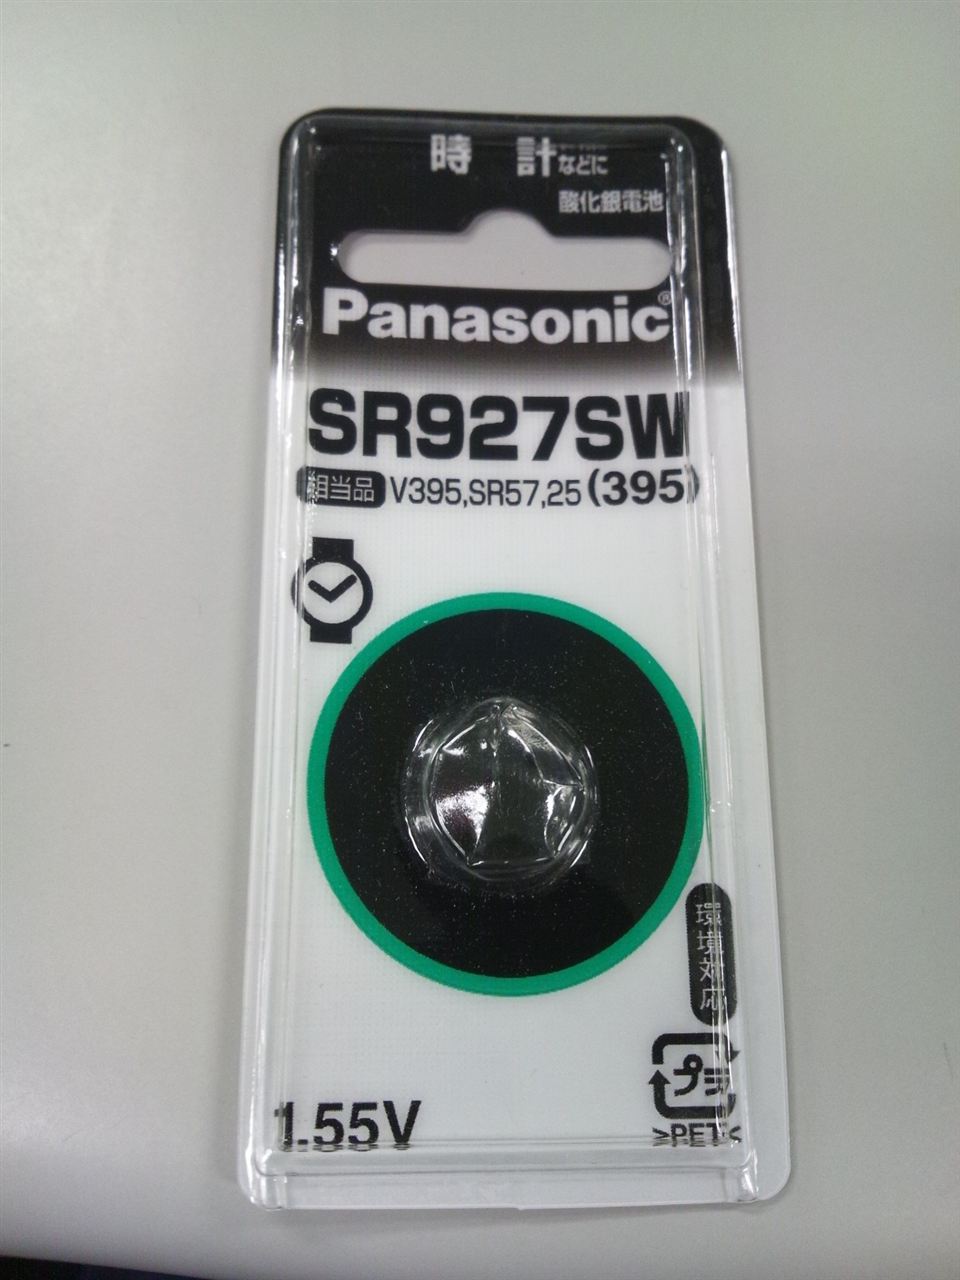 時 計などに
酸化銀電池
Panasonic®
SR927SW
相当品 V395,SR57,25 (395)
環境対応
プラ
1.55V
>PET<